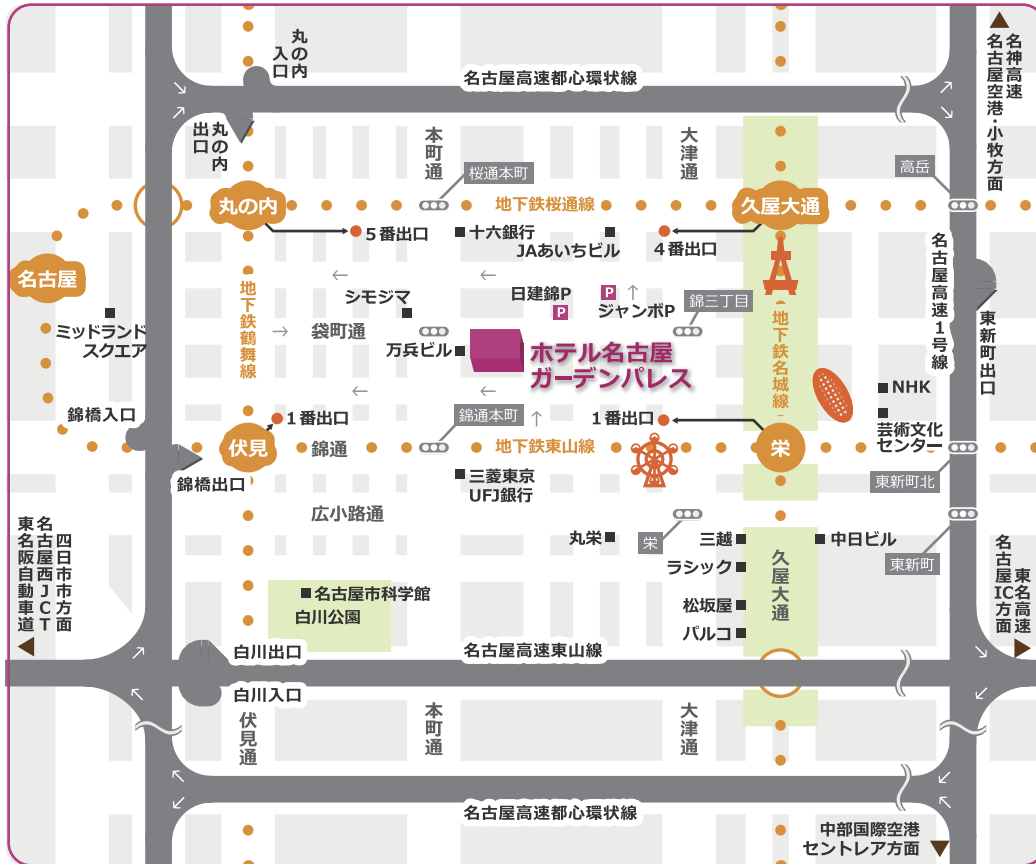 丸の内
入口
名古屋高速都心環状線
名神高速
名古屋空港・小牧方面
丸の内
出口
本町通
大津通
桜通本町
高岳
丸の内
地下鉄桜通線
久屋大通
5番出口
十六銀行
JAあいちビル
4番出口
名古屋高速1号線
名古屋
シモジマ
日建錦P
P
P
ジャンボP
錦三丁目
地下鉄鶴舞線
地下鉄名城線
東新町出口
ミッドランド
スクエア
袋町通
万兵ビル
ホテル名古屋
ガーデンパレス
NHK
錦橋入口
1番出口
錦通本町
1番出口
芸術文化
センター
伏見
錦通
地下鉄東山線
栄
錦橋出口
三菱東京
UFJ銀行
東新町北
広小路通
丸栄
栄
三越
中日ビル
東新町
ラシック
久屋大通
四日市市方面
名古屋西JCT
東名阪自動車道
東名高速
名古屋IC方面
名古屋市科学館
白川公園
松坂屋
パルコ
白川出口
名古屋高速東山線
白川入口
伏見通
本町通
大津通
名古屋高速都心環状線
中部国際空港
セントレア方面